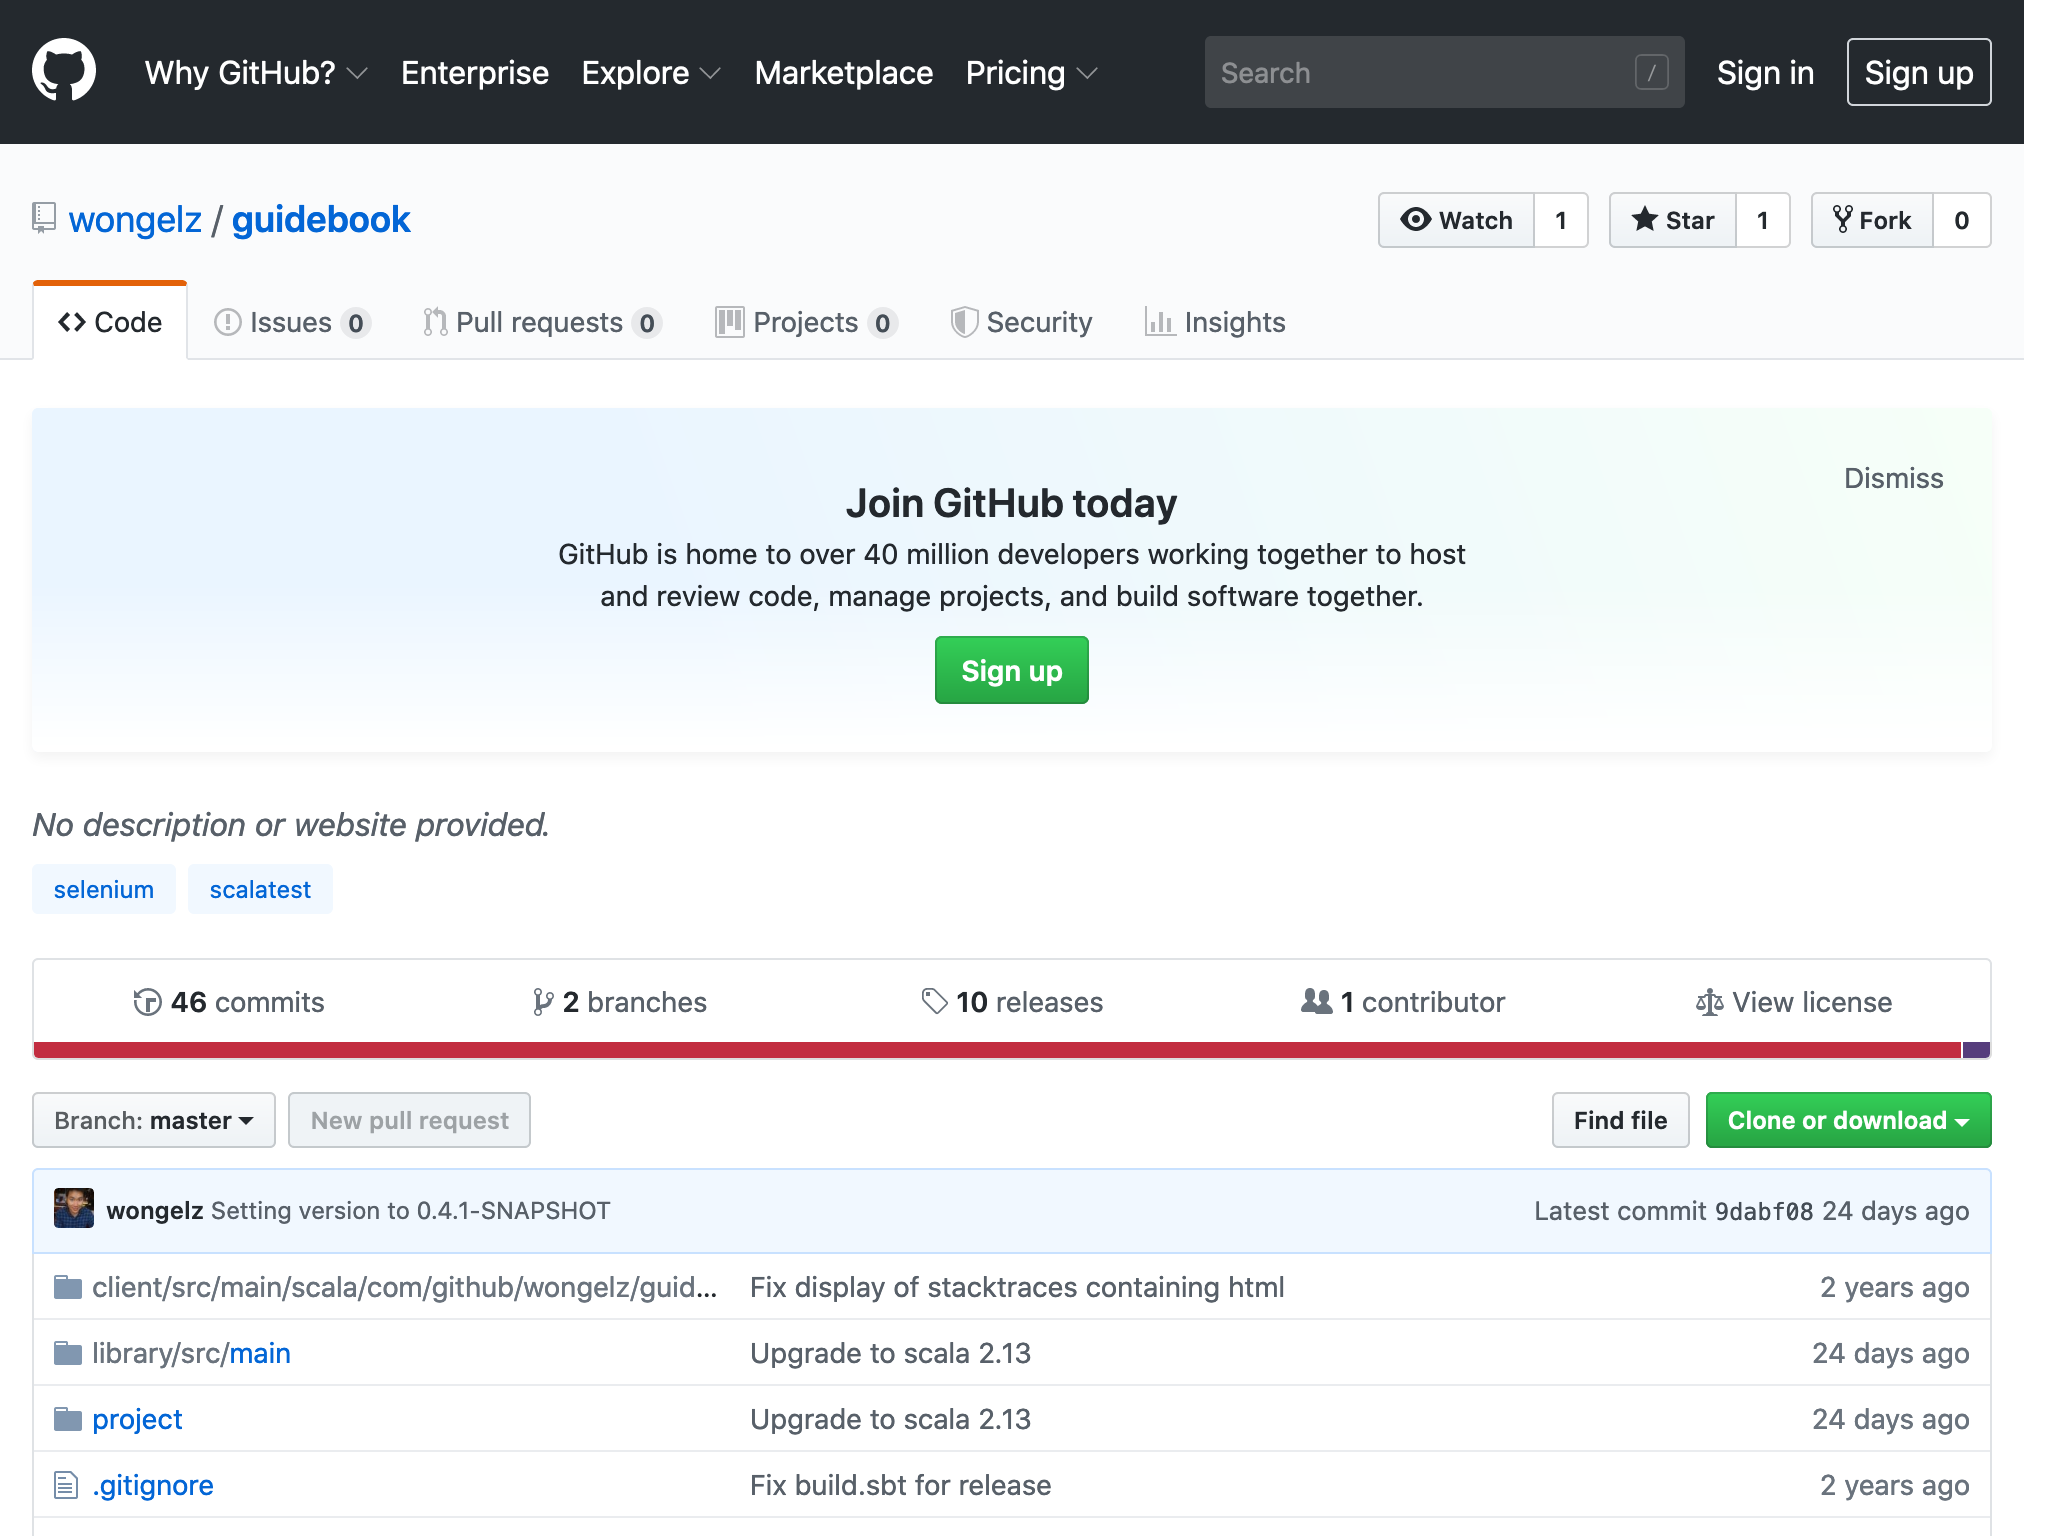 Why GitHub? Enterprise Explore Marketplace Pricing Search / Sign in Sign up
wongelz / guidebook Watch 1 Star 1 Fork 0
Code Issues 0 Pull requests 0 Projects 0 Security Insights
Dismiss
Join GitHub today
GitHub is home to over 40 million developers working together to host
and review code, manage projects, and build software together.
Sign up
No description or website provided.
selenium scalatest
46 commits 2 branches 10 releases 1 contributor View license
Branch: master New pull request Find file Clone or download
wongelz Setting version to 0.4.1-SNAPSHOT Latest commit 9dabf08 24 days ago
client/src/main/scala/com/github/wongelz/guid... Fix display of stacktraces containing html 2 years ago
library/src/main Upgrade to scala 2.13 24 days ago
project Upgrade to scala 2.13 24 days ago
.gitignore Fix build.sbt for release 2 years ago